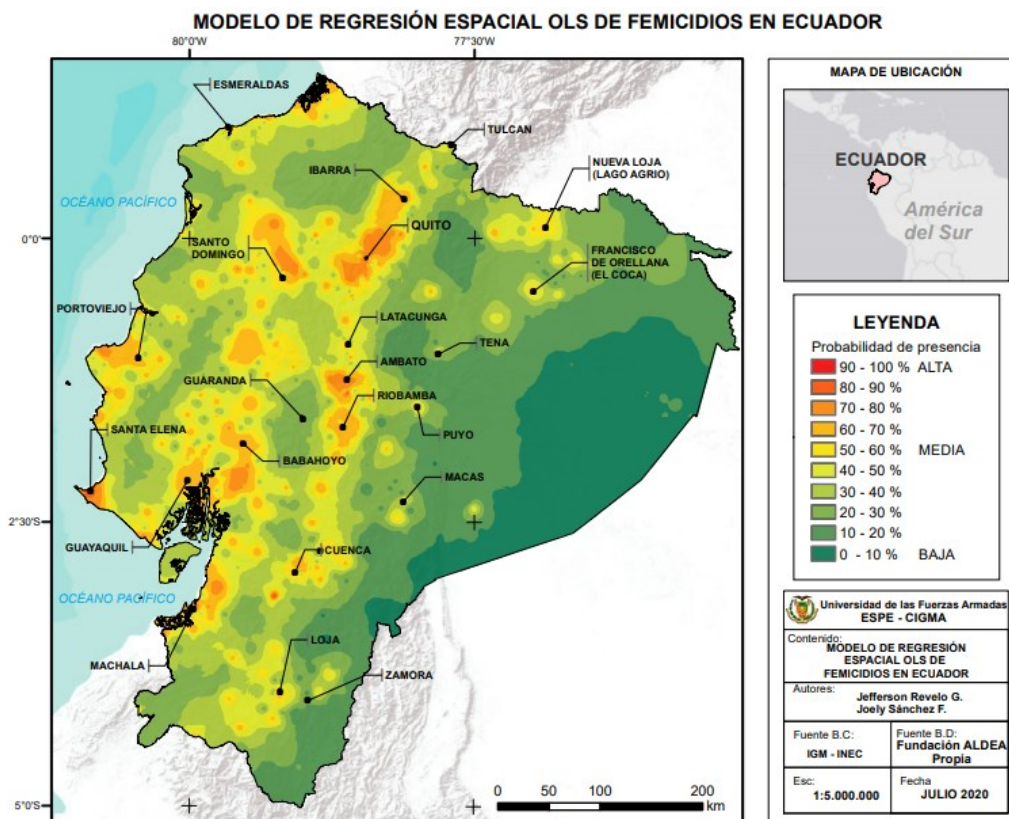 MODELO DE REGRESIÓN ESPACIAL OLS DE FEMICIDIOS EN ECUADOR
80°0'W
77°30'W
ESMERALDAS
TULCAN
IBARRA
NUEVA LOJA
(LAGO AGRIO)
OCÉANO PACÍFICO
QUITO
0°0'
SANTO
DOMINGO
FRANCISCO
DE ORELLANA
(EL COCA)
PORTOVIEJO
LATACUNGA
TENA
AMBATO
GUARANDA
RIOBAMBA
SANTA ELENA
PUYO
BABAHOYO
MACAS
2°30'S
GUAYAQUIL
CUENCA
OCÉANO PACÍFICO
LOJA
MACHALA
ZAMORA
5°0'S
0 50 100 200
km
MAPA DE UBICACIÓN
ECUADOR
América
del Sur
LEYENDA
Probabilidad de presencia
90 - 100 % ALTA
80 - 90 %
70 - 80 %
60 - 70 %
50 - 60 % MEDIA
40 - 50 %
30 - 40 %
20 - 30 %
10 - 20 %
0 - 10 % BAJA
Universidad de las Fuerzas Armadas
ESPE - CIGMA
Contenido:
MODELO DE REGRESIÓN
ESPACIAL OLS DE
FEMICIDIOS EN ECUADOR
Autores:
Jefferson Revelo G.
Joely Sánchez F.
Fuente B.C:
IGM - INEC
Fuente B.D:
Fundación ALDEA
Propia
Esc:
1:5.000.000
Fecha
JULIO 2020